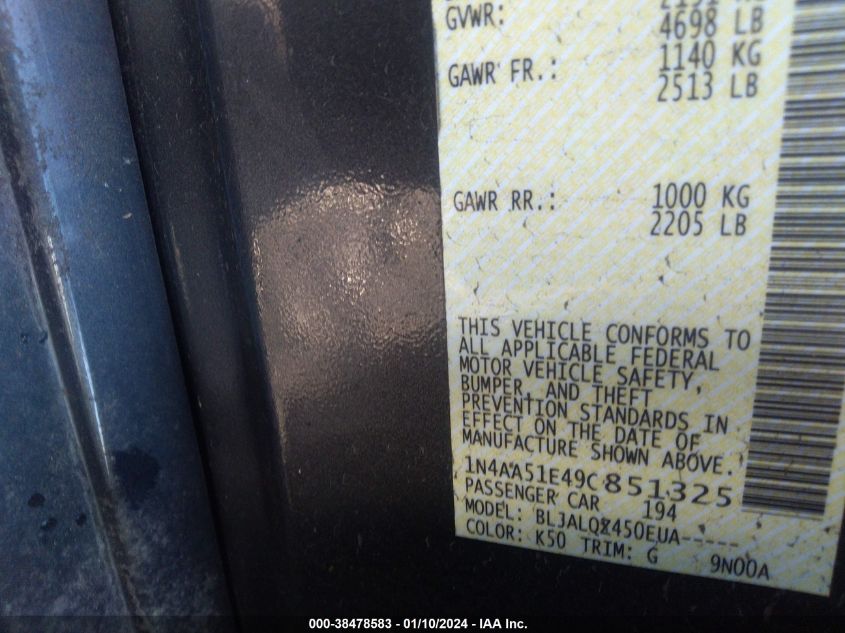 GVWR: 4698 LB
GAWR FR.: 1140 KG
2513 LB
GAWR RR.: 1000 KG
2205 LB
THIS VEHICLE CONFORMS TO
ALL APPLICABLE FEDERAL
MOTOR VEHICLE SAFETY,
BUMPER, AND THEFT
PREVENTION STANDARDS IN
EFFECT ON THE DATE OF
MANUFACTURE SHOWN ABOVE.
1N4AA51E49C851325
PASSENGER CAR 194
MODEL: BL3ALQX450EUA-----
COLOR: K50 TRIM: G 9N00A
000-38478583 - 01/10/2024 - IAA Inc.